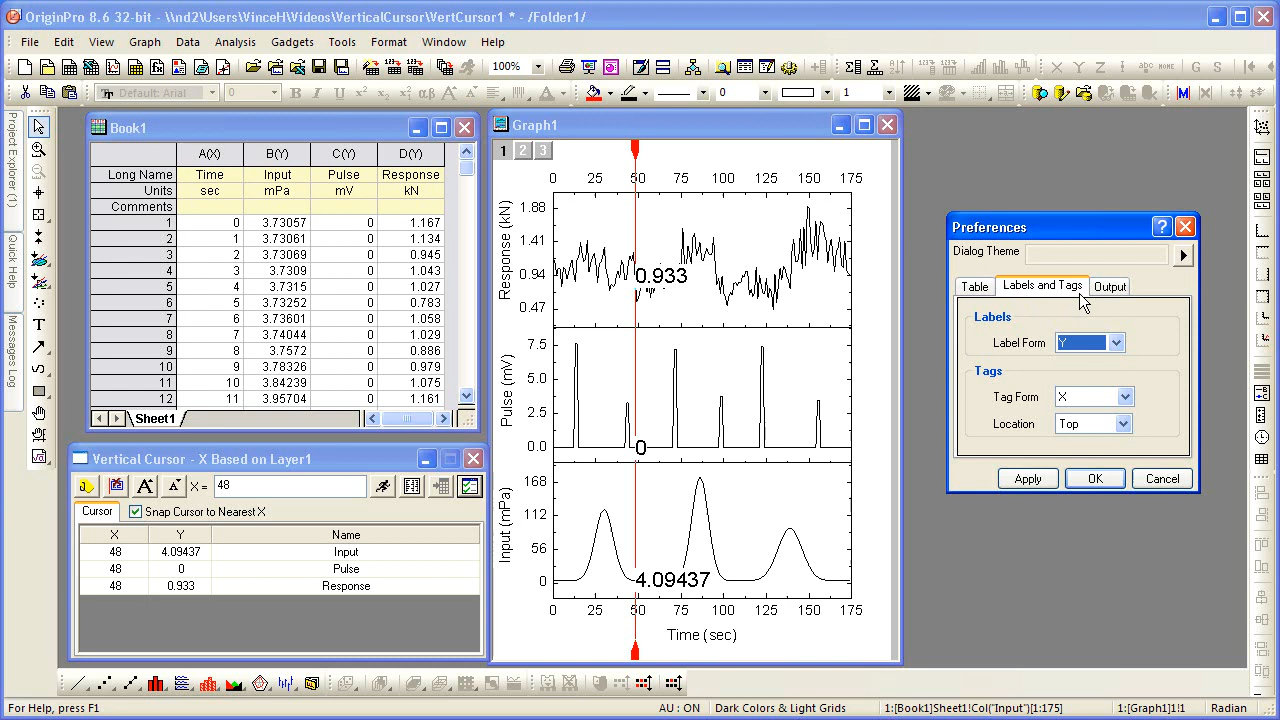 OriginPro 8.6 32-bit - \\nd2\Users\VinceH\Videos\VerticalCursor\VertCursor1 * - /Folder1/
File Edit View Graph Data Analysis Gadgets Tools Format Window Help
100%
Default: Arial 0 B I U 0 1
Project Explorer (1)
Quick Help
Messages Log
Book1
A(X) B(Y) C(Y) D(Y)
Long Name Time Input Pulse Response
Units sec mPa mV kN
Comments
1 0 3.73057 0 1.167
2 1 3.73061 0 1.134
3 2 3.73069 0 0.945
4 3 3.7309 0 1.043
5 4 3.7315 0 1.027
6 5 3.73252 0 0.783
7 6 3.73601 0 1.058
8 7 3.74044 0 1.029
9 8 3.7572 0 0.886
10 9 3.78326 0 0.979
11 10 3.84239 0 1.075
12 11 3.95704 0 1.161
Sheet1
Vertical Cursor - X Based on Layer1
A A X = 48
Cursor Snap Cursor to Nearest X
X Y Name
48 4.09437 Input
48 0 Pulse
48 0.933 Response
Graph1
1 2 3
0 25 50 75 100 125 150 175
Response (kN)
1.88
1.41
0.94
0.47
0.933
Pulse (mV)
7.5
5.0
2.5
0.0
0
Input (mPa)
168
112
56
0
4.09437
0 25 50 75 100 125 150 175
Time (sec)
Preferences
Dialog Theme
Table Labels and Tags Output
Labels
Label Form Y
Tags
Tag Form X
Location Top
Apply OK Cancel
For Help, press F1 AU : ON Dark Colors & Light Grids 1:[Book1]Sheet1!Col("Input")[1:175] 1:[Graph1]1!1 Radian